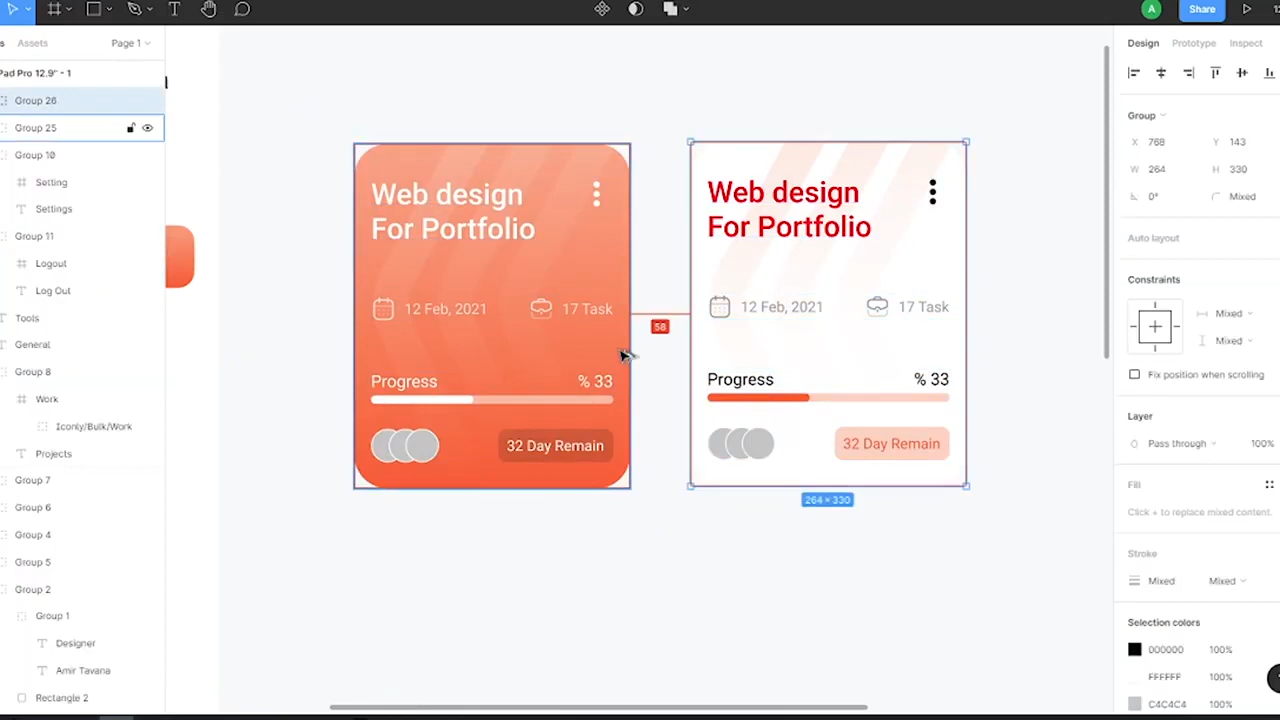 A
Share
Assets
Page 1
Pad Pro 12.9" - 1
Group 26
Group 25
Group 10
Setting
Settings
Group 11
Logout
Log Out
Tools
General
Group 8
Work
Iconly/Bulk/Work
Projects
Group 7
Group 6
Group 4
Group 5
Group 2
Group 1
Designer
Amir Tavana
Rectangle 2
Web design
For Portfolio
12 Feb, 2021
17 Task
Progress
% 33
32 Day Remain
58
Web design
For Portfolio
12 Feb, 2021
17 Task
Progress
% 33
32 Day Remain
264 × 330
Design
Prototype
Inspect
Group
X 768
Y 143
W 264
H 330
0°
Mixed
Auto layout
Constraints
Mixed
Mixed
Fix position when scrolling
Layer
Pass through
100%
Fill
Click + to replace mixed content.
Stroke
Mixed
Mixed
Selection colors
000000 100%
FFFFFF 100%
C4C4C4 100%